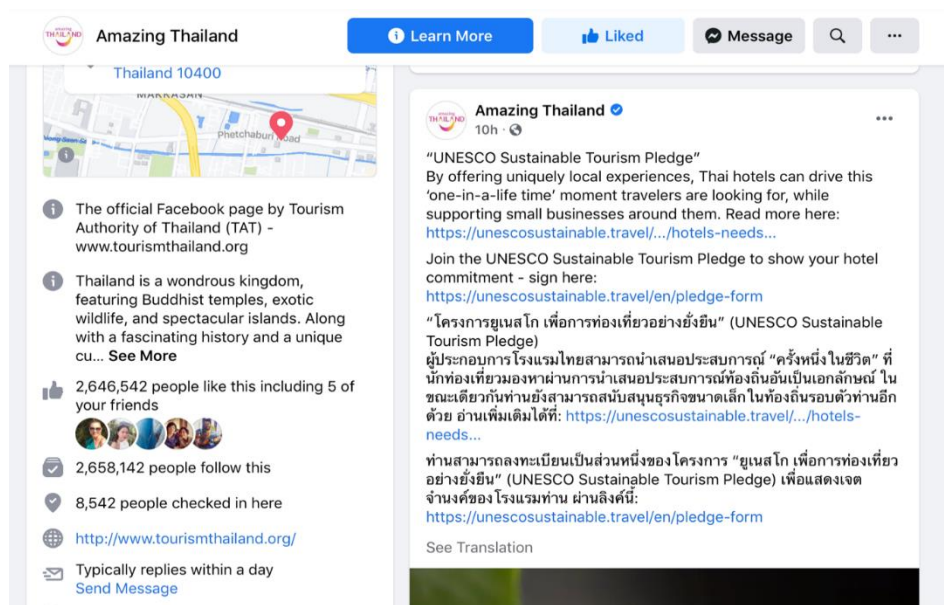 Amazing Thailand
Learn More
Liked
Message
Thailand 10400
MAKKASAN
Phetchaburi Road
The official Facebook page by Tourism
Authority of Thailand (TAT) -
www.tourismthailand.org
Thailand is a wondrous kingdom,
featuring Buddhist temples, exotic
wildlife, and spectacular islands. Along
with a fascinating history and a unique
cu... See More
2,646,542 people like this including 5 of
your friends
2,658,142 people follow this
8,542 people checked in here
http://www.tourismthailand.org/
Typically replies within a day
Send Message
Amazing Thailand
10h ·
“UNESCO Sustainable Tourism Pledge”
By offering uniquely local experiences, Thai hotels can drive this
‘one-in-a-life time’ moment travelers are looking for, while
supporting small businesses around them. Read more here:
https://unescosustainable.travel/.../hotels-needs...
Join the UNESCO Sustainable Tourism Pledge to show your hotel
commitment - sign here:
https://unescosustainable.travel/en/pledge-form
“โครงการยูเนสโก เพื่อการท่องเที่ยวอย่างยั่งยืน” (UNESCO Sustainable
Tourism Pledge)
ผู้ประกอบการโรงแรมไทยสามารถนำเสนอประสบการณ์ “ครั้งหนึ่งในชีวิต” ที่
นักท่องเที่ยวมองหาผ่านการนำเสนอประสบการณ์ท้องถิ่นอันเป็นเอกลักษณ์ ใน
ขณะเดียวกันท่านยังสามารถสนับสนุนธุรกิจขนาดเล็กในท้องถิ่นรอบตัวท่านอีก
ด้วย อ่านเพิ่มเติมได้ที่: https://unescosustainable.travel/.../hotels-
needs...
ท่านสามารถลงทะเบียนเป็นส่วนหนึ่งของโครงการ “ยูเนสโก เพื่อการท่องเที่ยว
อย่างยั่งยืน” (UNESCO Sustainable Tourism Pledge) เพื่อแสดงเจต
จำนงค์ของโรงแรมท่าน ผ่านลิงค์นี้:
https://unescosustainable.travel/en/pledge-form
See Translation